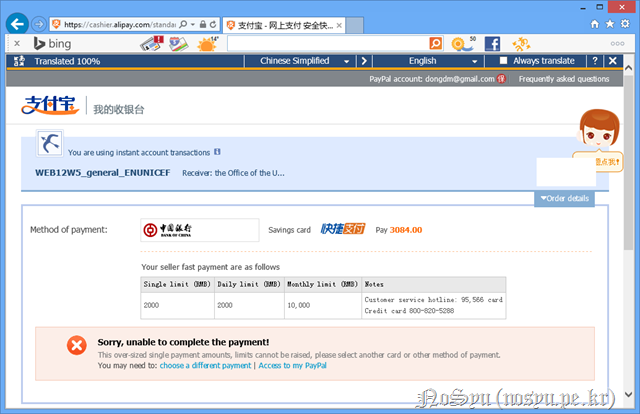 https://cashier.alipay.com/standar
支付宝 - 网上支付 安全快...
bing
14°
50
Translated 100%
Chinese Simplified
English
Always translate
PayPal account: dongdm@gmail.com
Frequently asked questions
支付宝
我的收银台
You are using instant account transactions
点我!
WEB12W5_general_ENUNICEF Receiver: the Office of the U...
Order details
Method of payment:
中国银行
BANK OF CHINA
Savings card
快捷支付
Pay 3084.00
Your seller fast payment are as follows
Single limit (RMB) Daily limit (RMB) Monthly limit (RMB) Notes
2000 2000 10,000 Customer service hotline: 95,566 card
Credit card 800-820-5288
Sorry, unable to complete the payment!
This over-sized single payment amounts, limits cannot be raised, please select another card or other method of payment.
You may need to: choose a different payment | Access to my PayPal
NoSyu (nosyu.pe.kr)